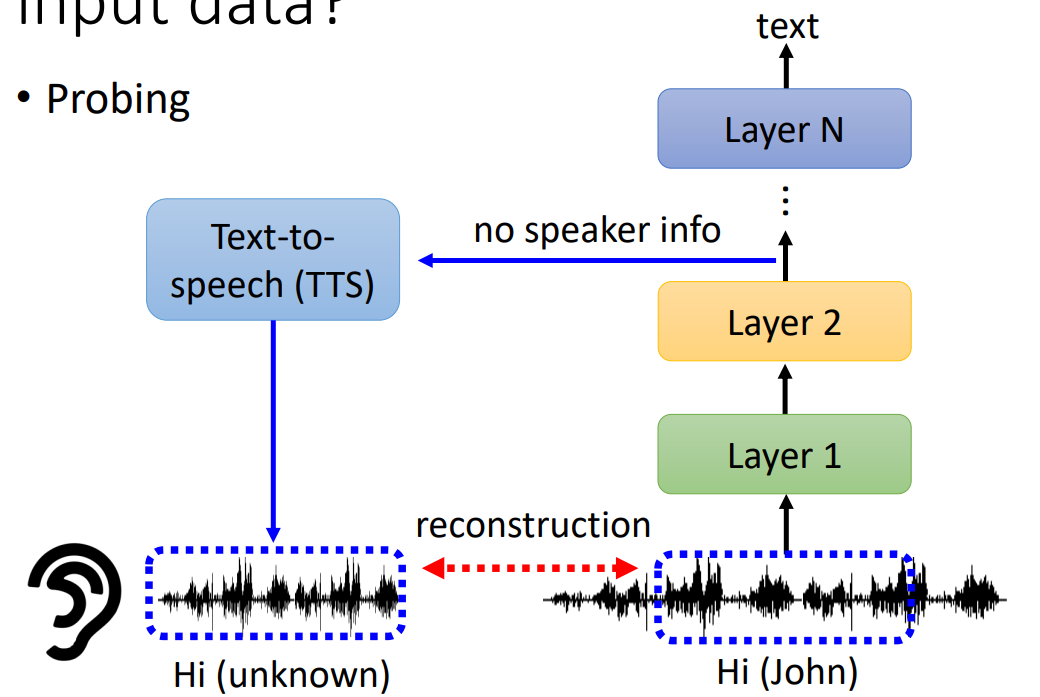 input data?
• Probing
text
Layer N
⋮
no speaker info
Text-to-
speech (TTS)
Layer 2
Layer 1
reconstruction
Hi (unknown)
Hi (John)